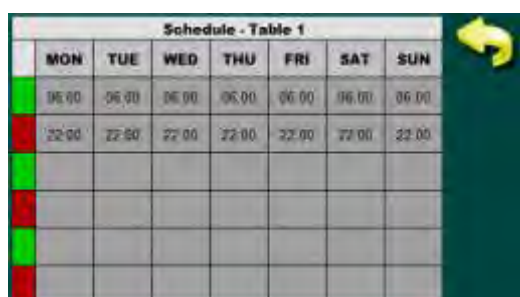 Schedule - Table 1
MON TUE WED THU FRI SAT SUN
06:00 06:00 06:00 06:00 06:00 06:00 06:00
22:00 22:00 22:00 22:00 22:00 22:00 22:00